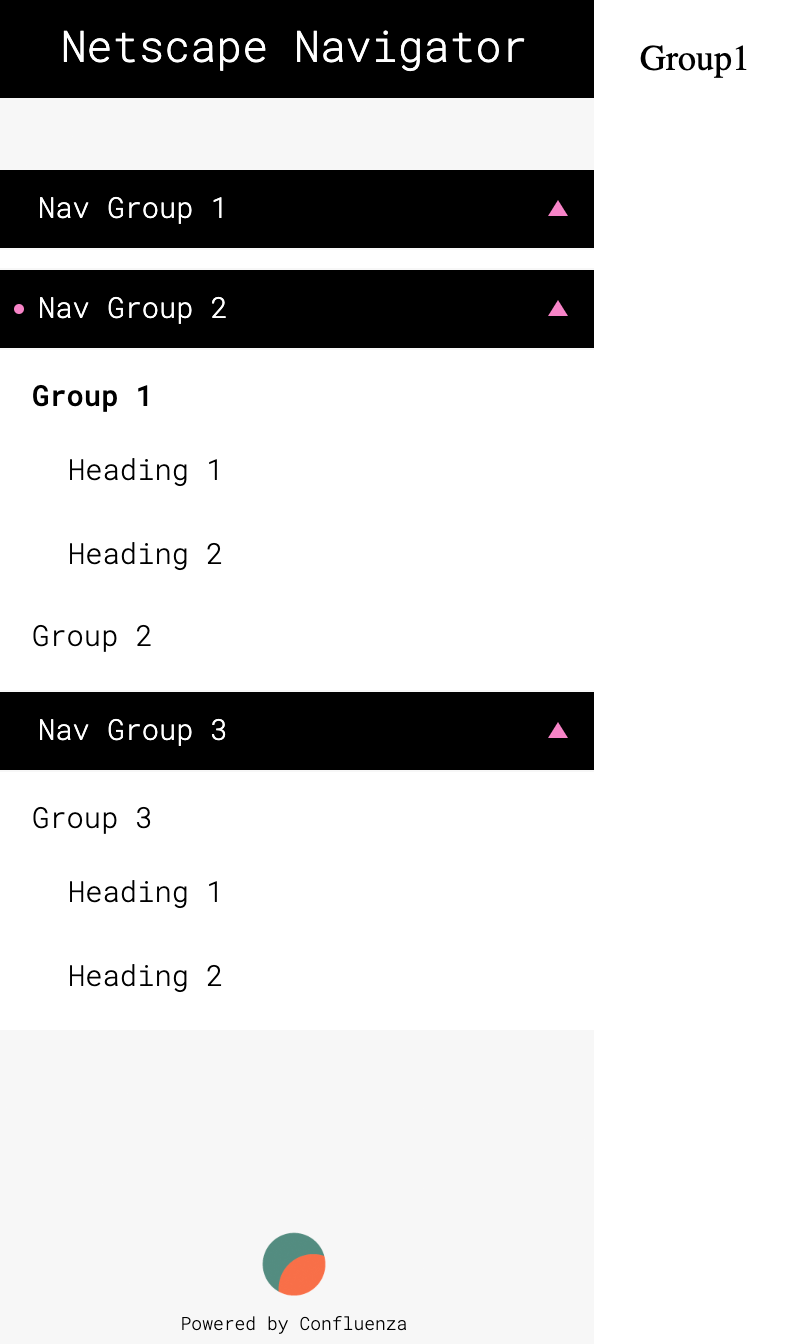 Netscape Navigator
Group1
Nav Group 1
Nav Group 2
Group 1
Heading 1
Heading 2
Group 2
Nav Group 3
Group 3
Heading 1
Heading 2
Powered by Confluenza